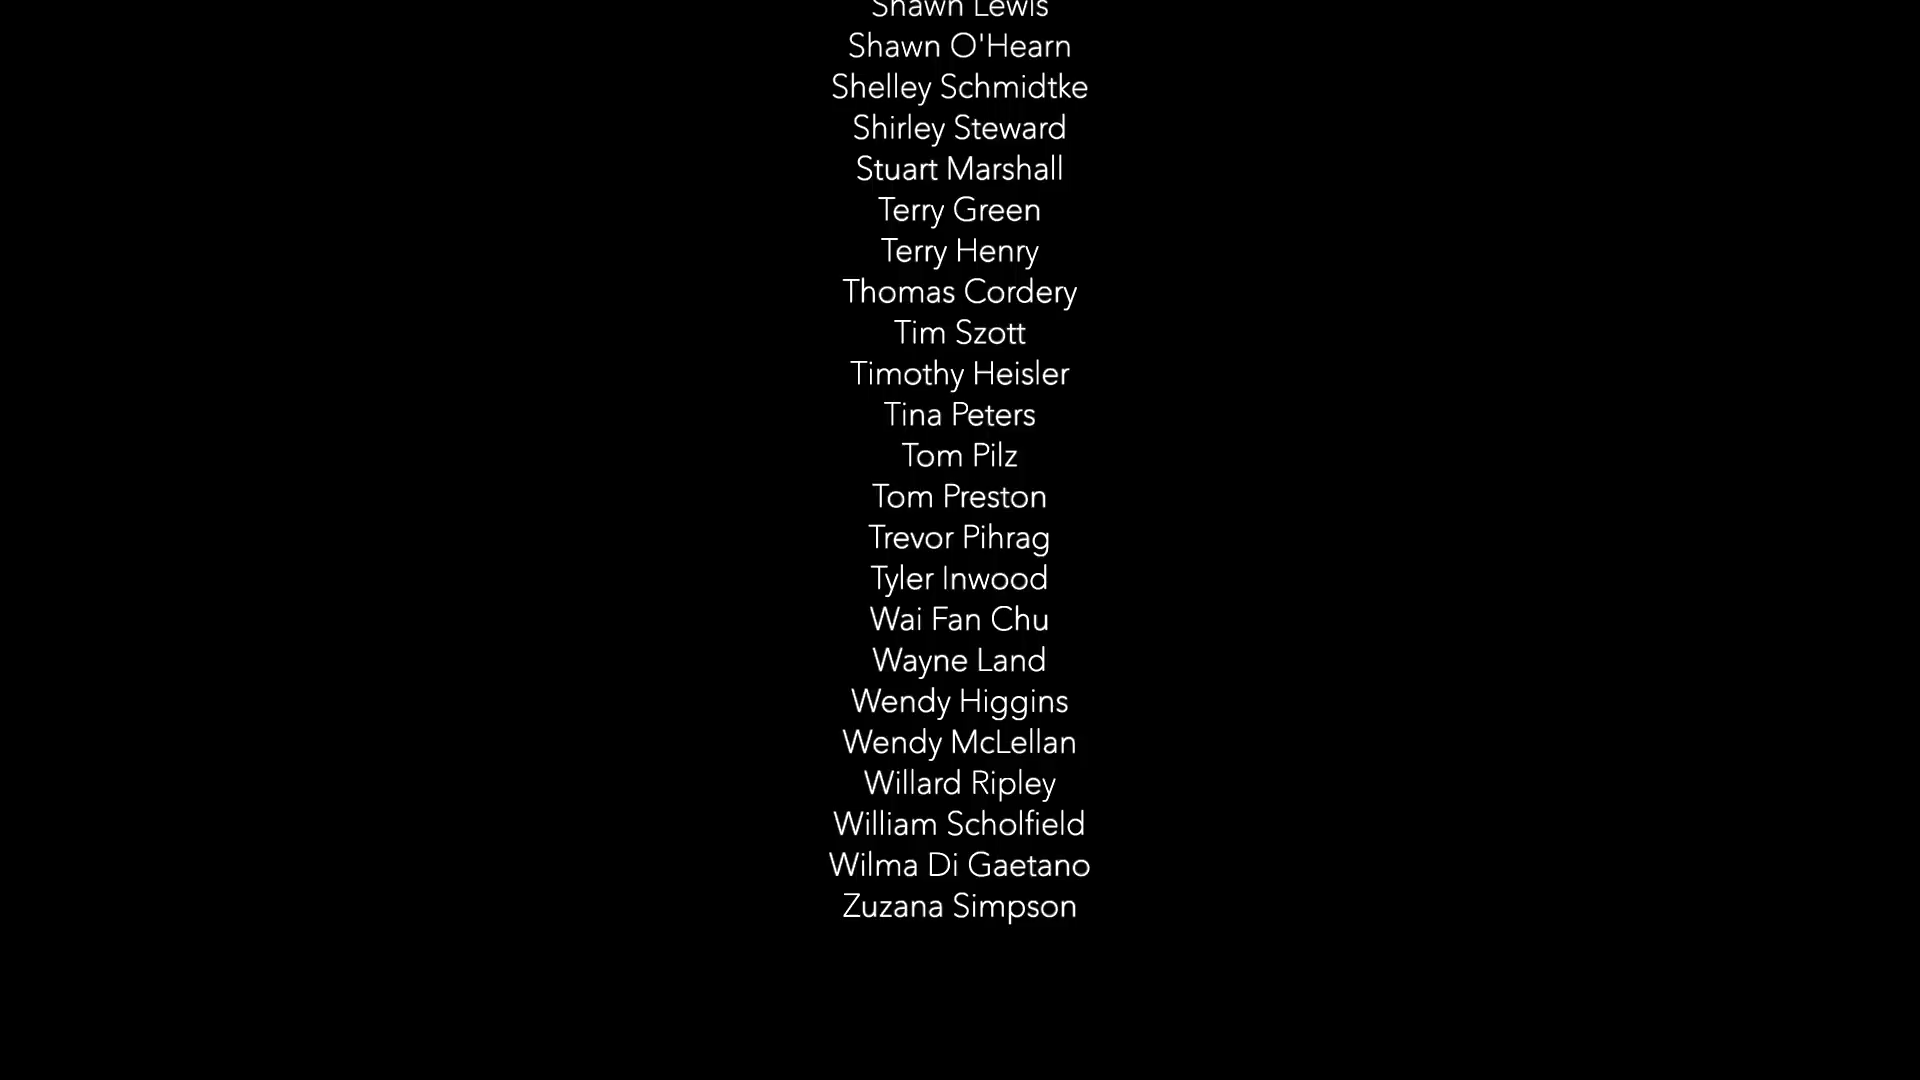 Shawn Lewis
Shawn O'Hearn
Shelley Schmidtke
Shirley Steward
Stuart Marshall
Terry Green
Terry Henry
Thomas Cordery
Tim Szott
Timothy Heisler
Tina Peters
Tom Pilz
Tom Preston
Trevor Pihrag
Tyler Inwood
Wai Fan Chu
Wayne Land
Wendy Higgins
Wendy McLellan
Willard Ripley
William Scholfield
Wilma Di Gaetano
Zuzana Simpson